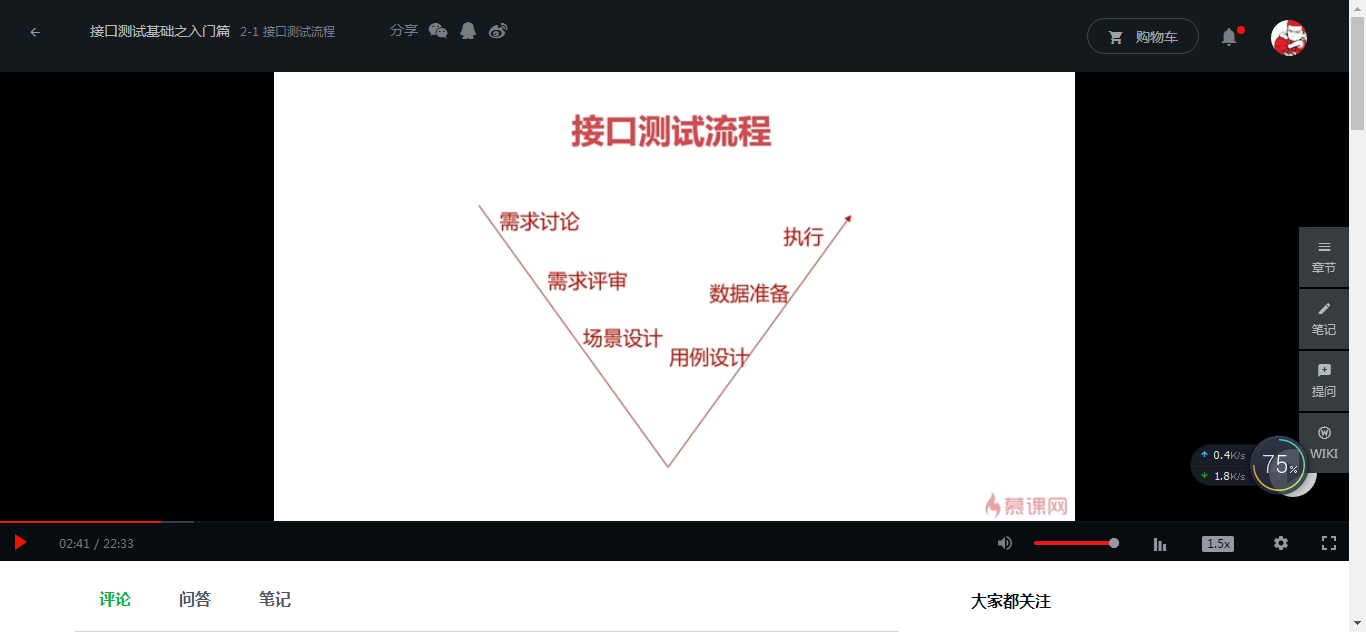 接口测试基础之入门篇 2-1 接口测试流程 分享 购物车
接口测试流程
需求讨论
执行
需求评审
数据准备
场景设计
用例设计
章节
笔记
提问
WIKI
0.4K/s
75%
1.8K/s
慕课网
02:41 / 22:33 1.5x
评论 问答 笔记 大家都关注